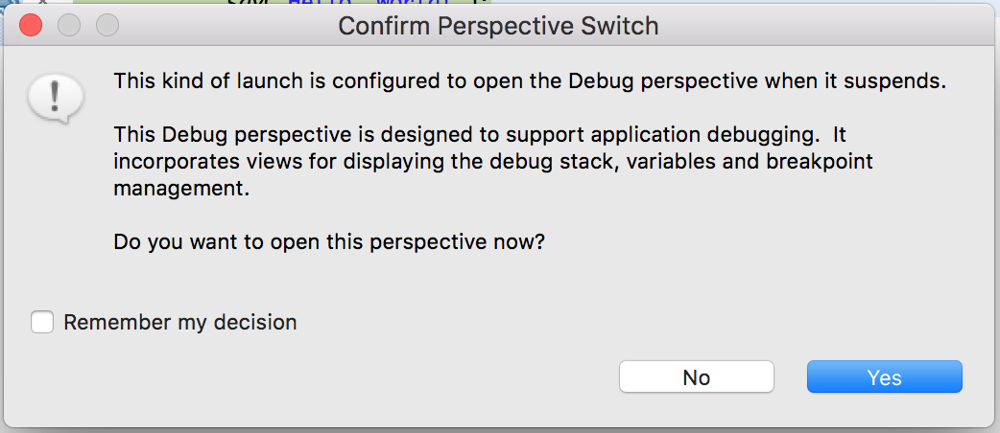 Confirm Perspective Switch
This kind of launch is configured to open the Debug perspective when it suspends.
This Debug perspective is designed to support application debugging.  It
incorporates views for displaying the debug stack, variables and breakpoint
management.
Do you want to open this perspective now?
Remember my decision
No
Yes